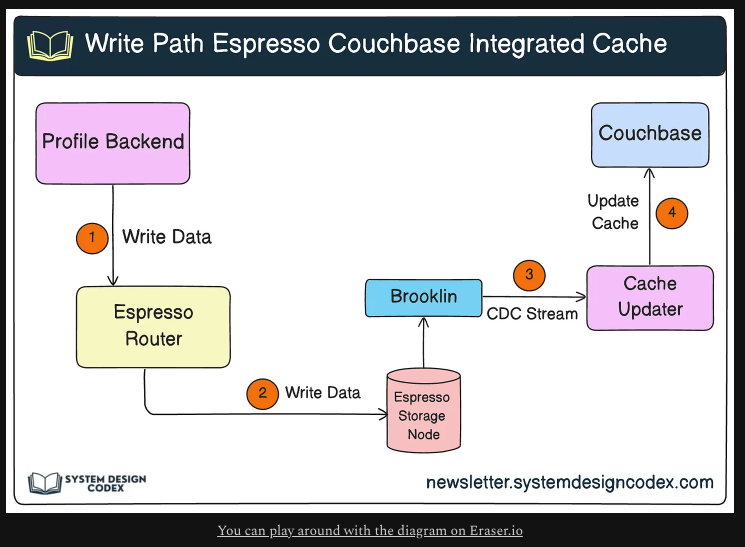 Write Path Espresso Couchbase Integrated Cache
Profile Backend
Couchbase
1
Write Data
Update
Cache
4
Espresso
Router
Brooklin
3
CDC Stream
Cache
Updater
2
Write Data
Espresso
Storage
Node
SYSTEM DESIGN
CODEX
newsletter.systemdesigncodex.com
You can play around with the diagram on Eraser.io